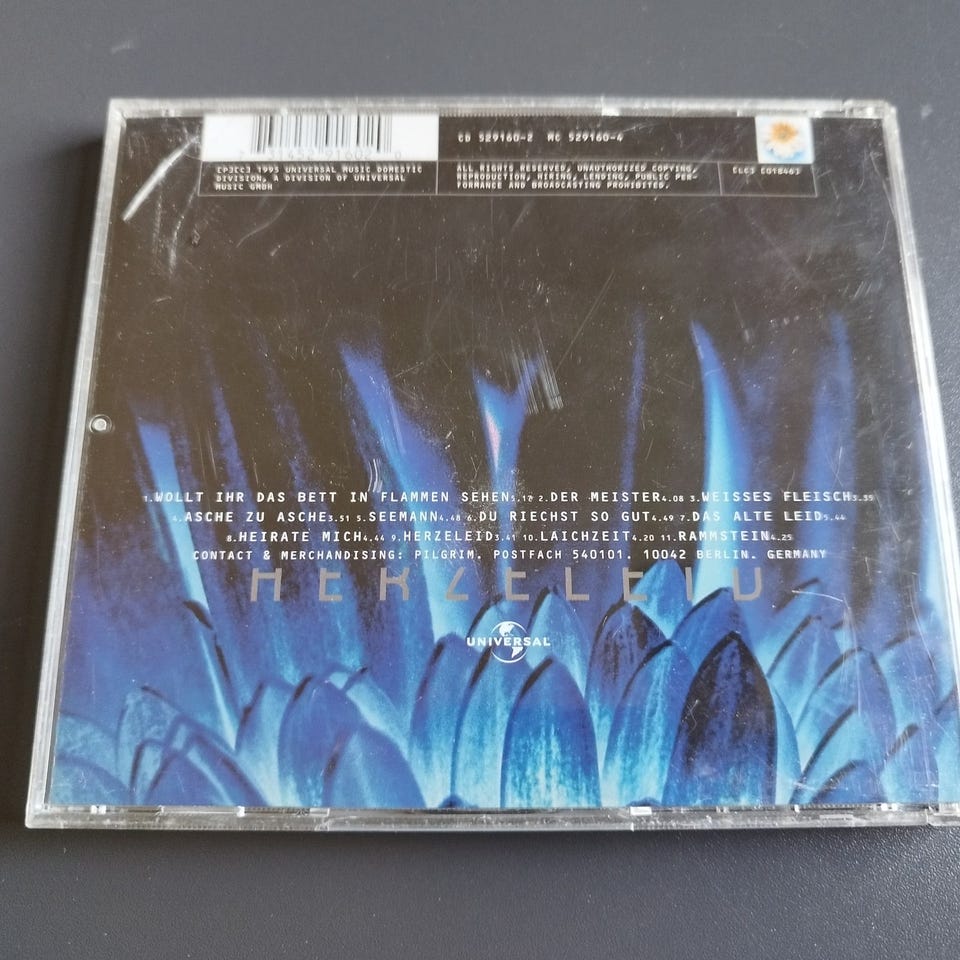 CD 529160-2 MC 529160-4
[P][C] 1995 UNIVERSAL MUSIC DOMESTIC
DIVISION, A DIVISION OF UNIVERSAL
MUSIC GMBH
ALL RIGHTS RESERVED, UNAUTHORIZED COPYING,
REPRODUCTION, HIRING, LENDING, PUBLIC PER-
FORMANCE AND BROADCASTING PROHIBITED.
[LC]
1.WOLLT IHR DAS BETT IN FLAMMEN SEHEN5.17 2.DER MEISTER4.08 3.WEISSES FLEISCH3.35
4.ASCHE ZU ASCHE3.51 5.SEEMANN4.48 6.DU RIECHST SO GUT4.49 7.DAS ALTE LEID5.44
8.HEIRATE MICH4.44 9.HERZELEID3.41 10.LAICHZEIT4.20 11.RAMMSTEIN4.25
CONTACT & MERCHANDISING: PILGRIM. POSTFACH 540101. 10042 BERLIN. GERMANY
HERZELEID
UNIVERSAL